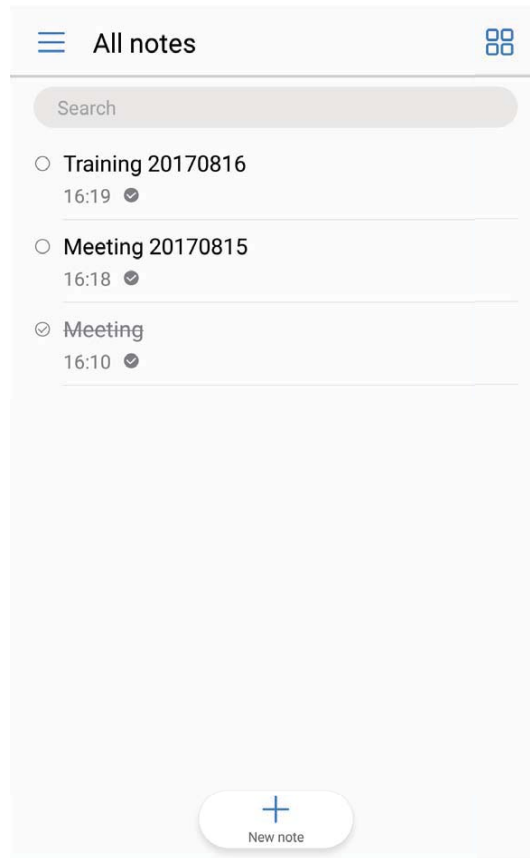 All notes
Search
Training 20170816
16:19
Meeting 20170815
16:18
Meeting
16:10
New note